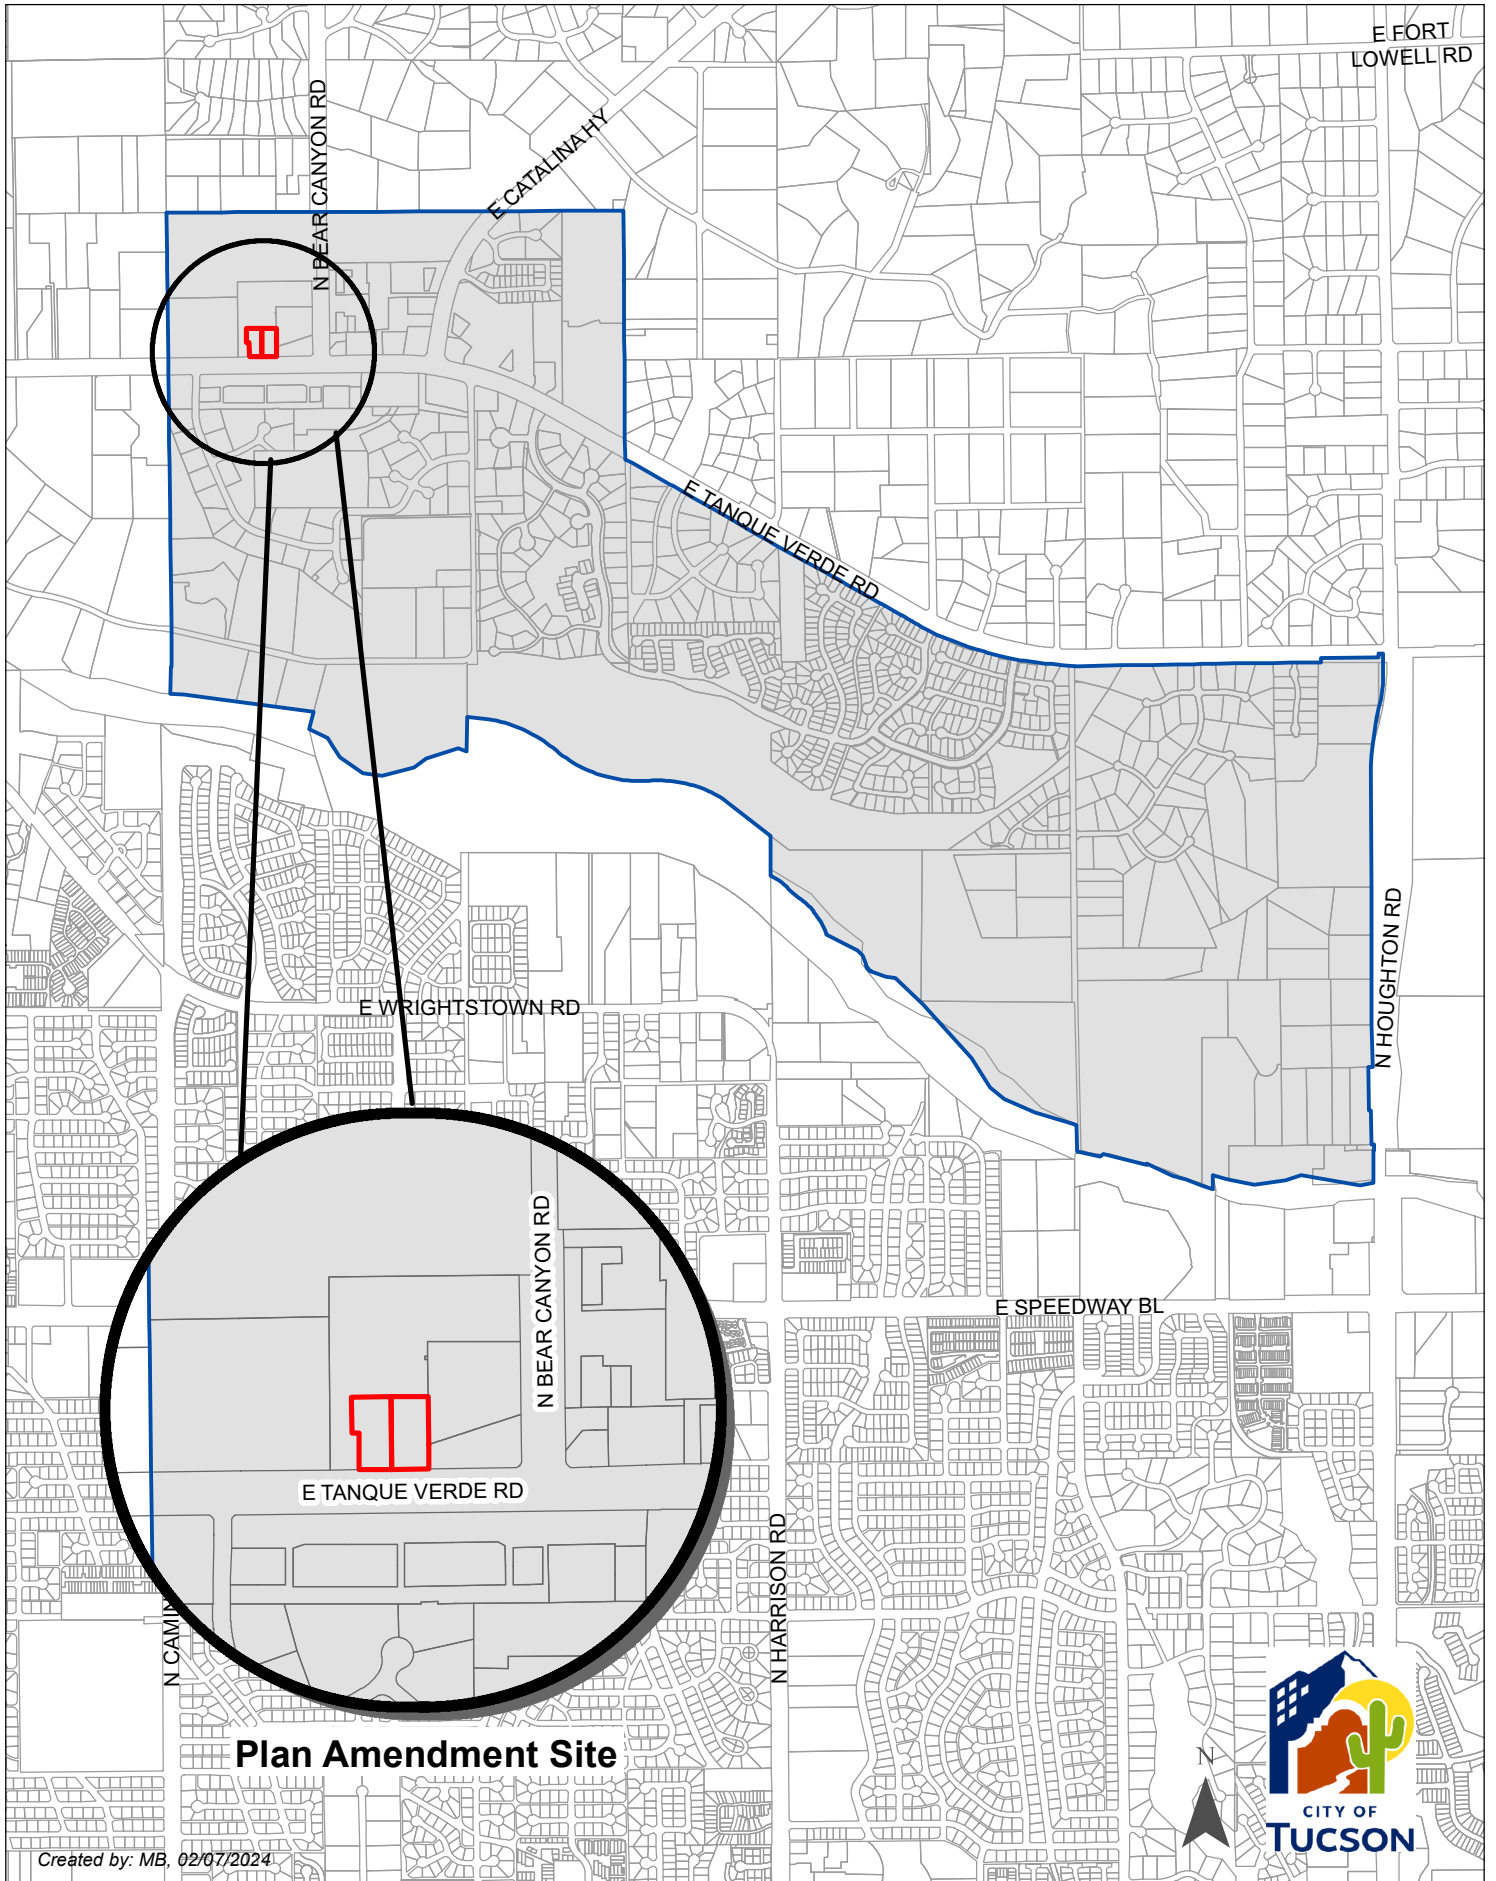 E FORT
LOWELL RD
N BEAR CANYON RD
E CATALINA HY
E TANQUE VERDE RD
N HOUGHTON RD
E WRIGHTSTOWN RD
N BEAR CANYON RD
E SPEEDWAY BL
E TANQUE VERDE RD
N HARRISON RD
N CAMIN
Plan Amendment Site
N
CITY OF
TUCSON
Created by: MB, 02/07/2024